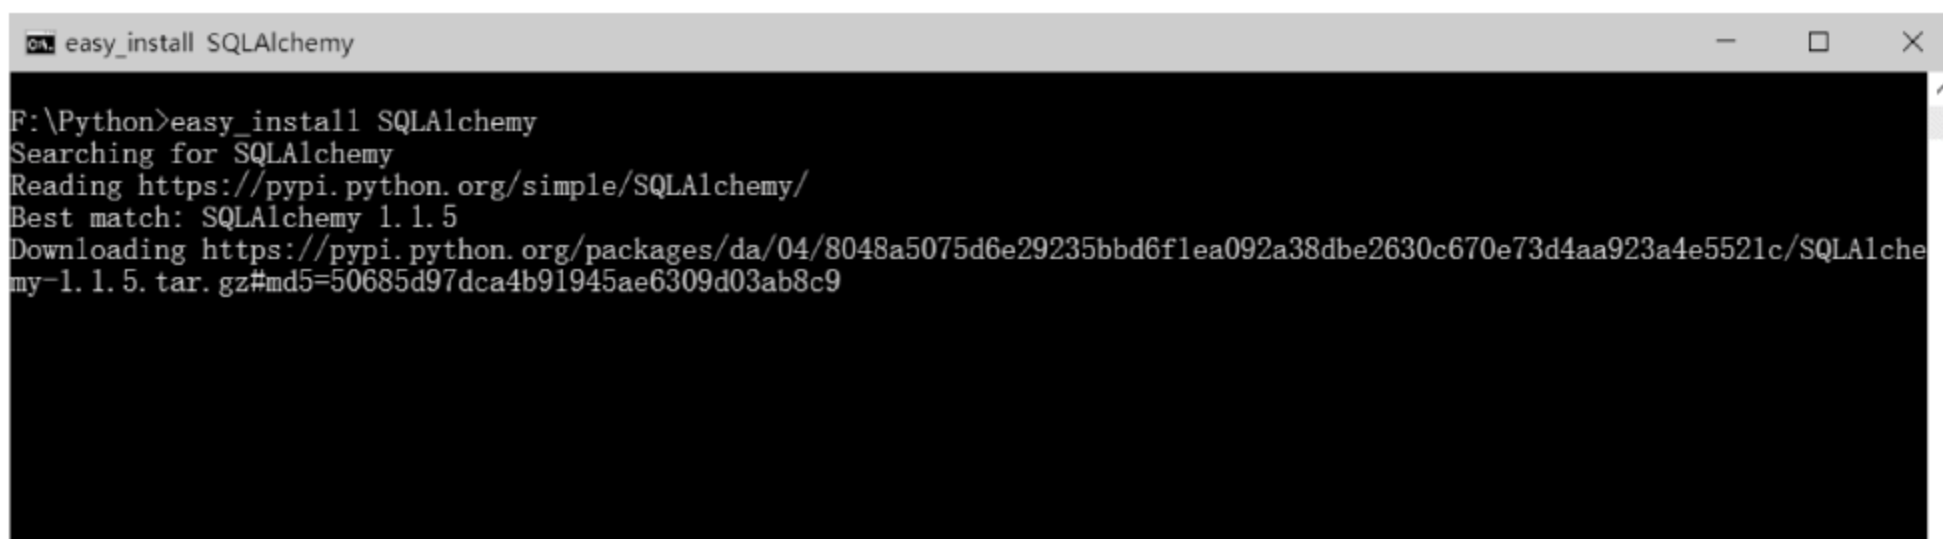 easy_install SQLAlchemy
F:\Python>easy_install SQLAlchemy
Searching for SQLAlchemy
Reading https://pypi.python.org/simple/SQLAlchemy/
Best match: SQLAlchemy 1.1.5
Downloading https://pypi.python.org/packages/da/04/8048a5075d6e29235bbd6f1ea092a38dbe2630c670e73d4aa923a4e5521c/SQLAlche
my-1.1.5.tar.gz#md5=50685d97dca4b91945ae6309d03ab8c9